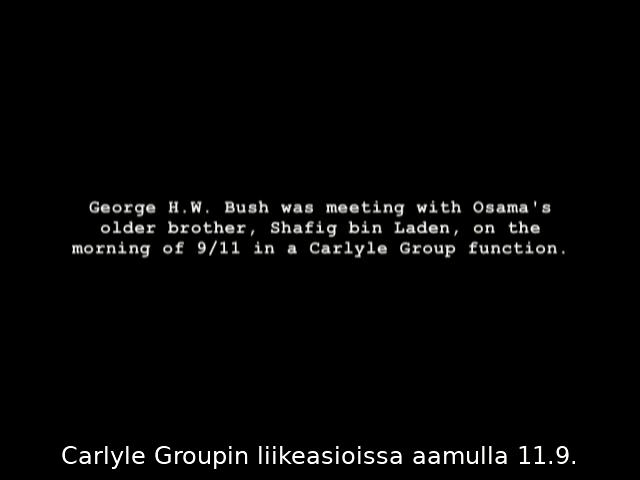 George H.W. Bush was meeting with Osama's
older brother, Shafig bin Laden, on the
morning of 9/11 in a Carlyle Group function.
Carlyle Groupin liikeasioissa aamulla 11.9.